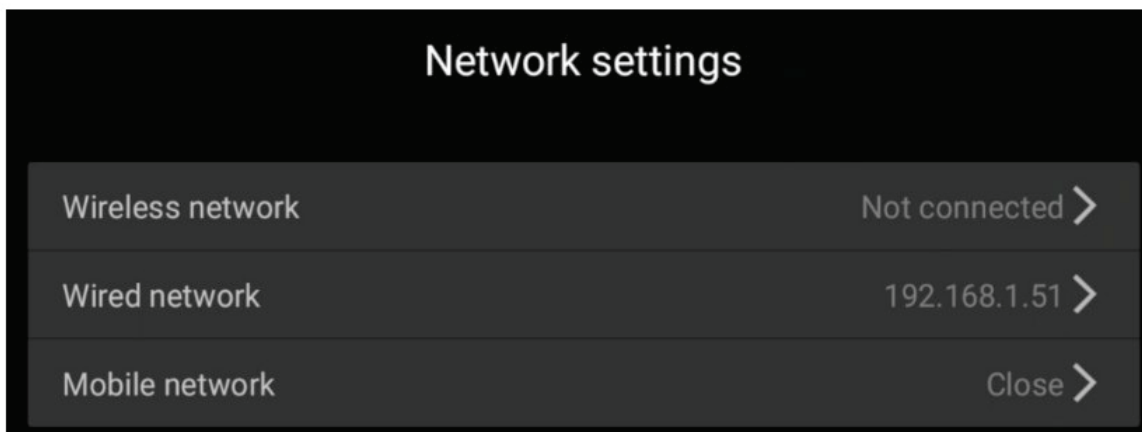 Network settings
Wireless network Not connected
Wired network 192.168.1.51
Mobile network Close